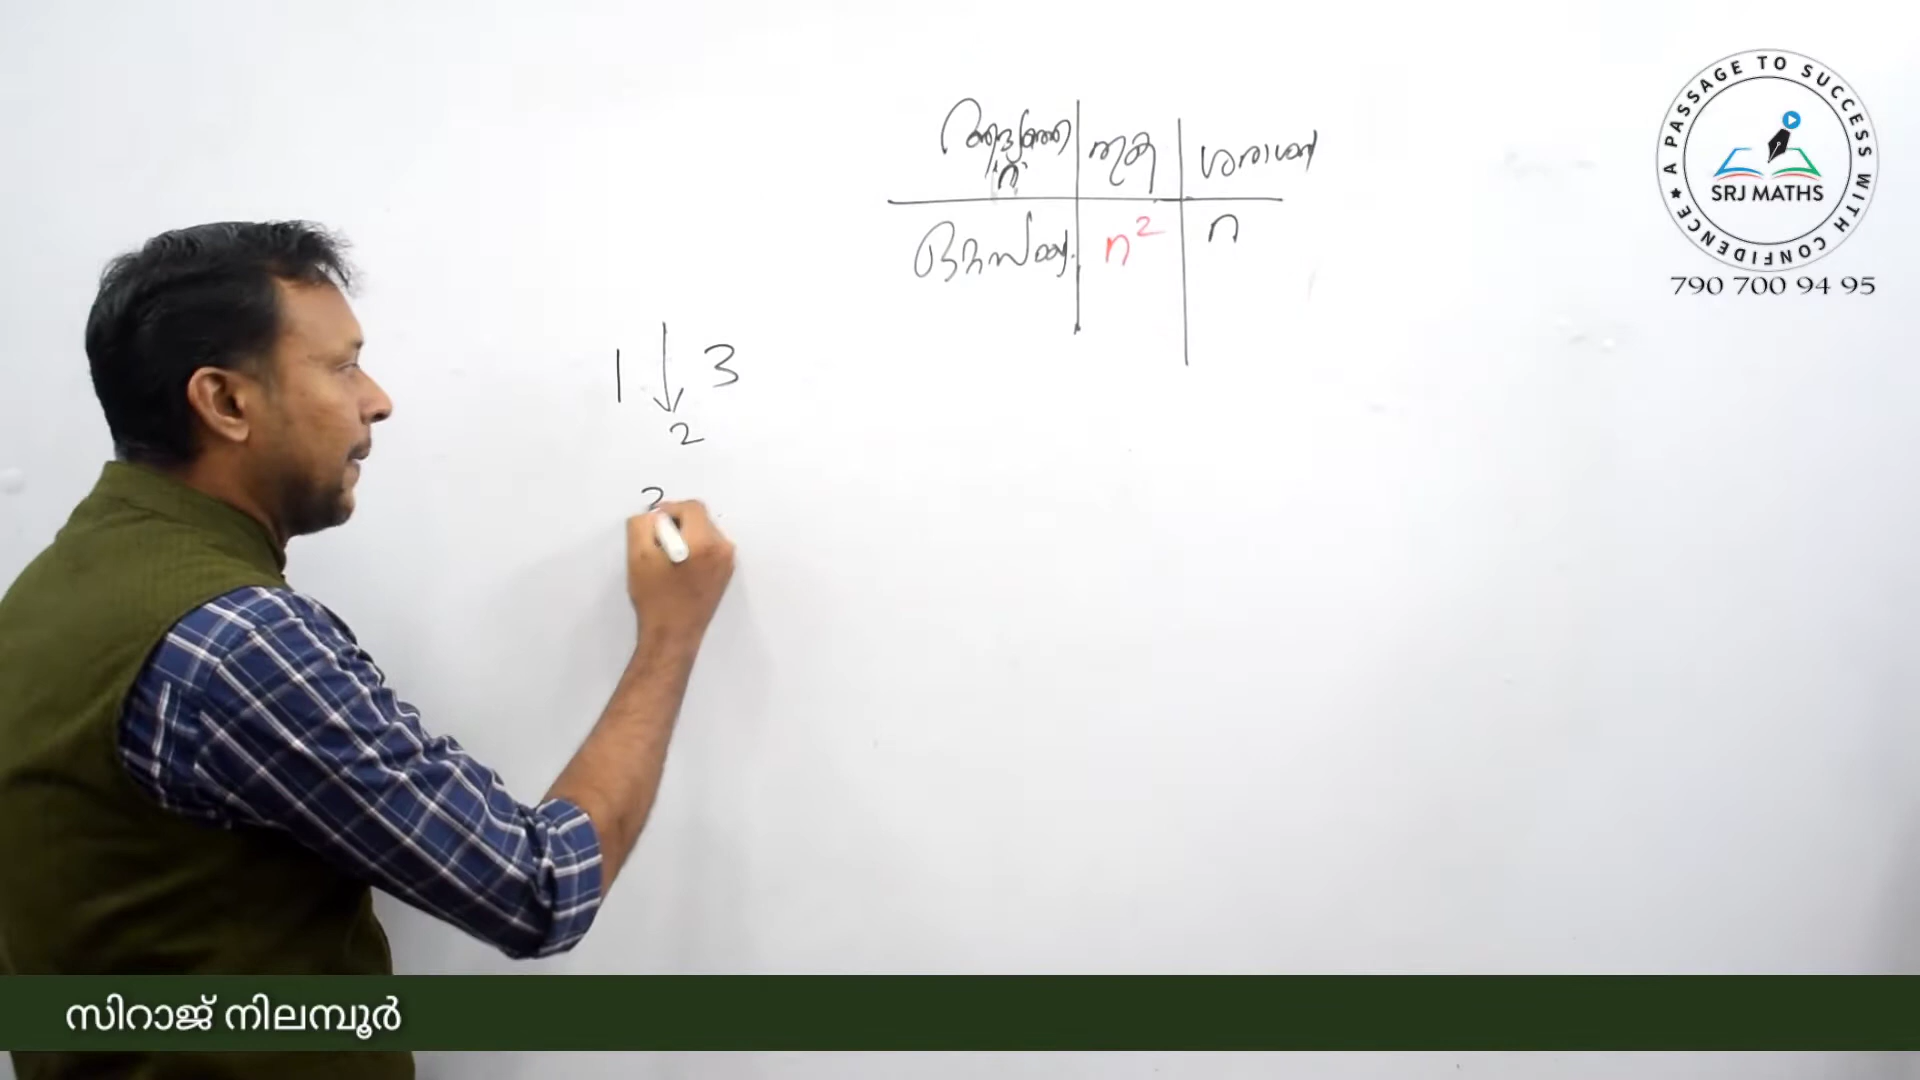 ആദ്യത്തെ തുക ശരാശരി
'n'
ഒറ്റസംഖ്യ n² n
1 3
2
2
A PASSAGE TO SUCCESS WITH CONFIDENCE
SRJ MATHS
790 700 94 95
സിറാജ് നിലമ്പൂർ